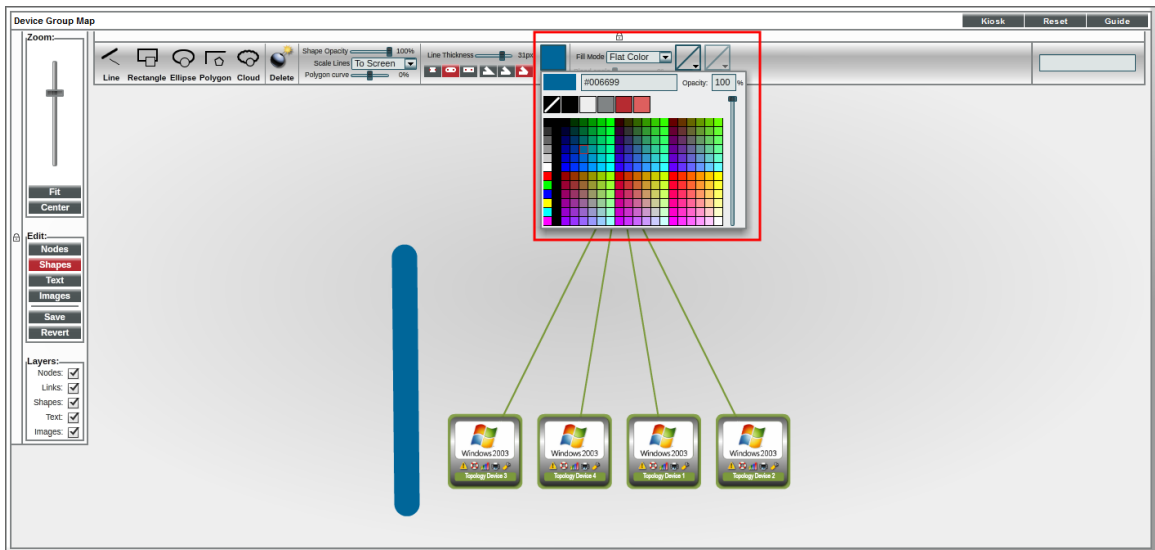 Device Group Map
Kiosk
Reset
Guide
Zoom:
Line
Rectangle
Ellipse
Polygon
Cloud
Delete
Shape Opacity
100%
Scale Lines
To Screen
Polygon curve
0%
Line Thickness
31px
Fill Mode
Flat Color
#006699
Opacity:
100
%
Fit
Center
Edit:
Nodes
Shapes
Text
Images
Save
Revert
Layers:
Nodes:
Links:
Shapes:
Text:
Images:
Windows2003
Topology Device 3
Windows2003
Topology Device 4
Windows2003
Topology Device 1
Windows2003
Topology Device 2